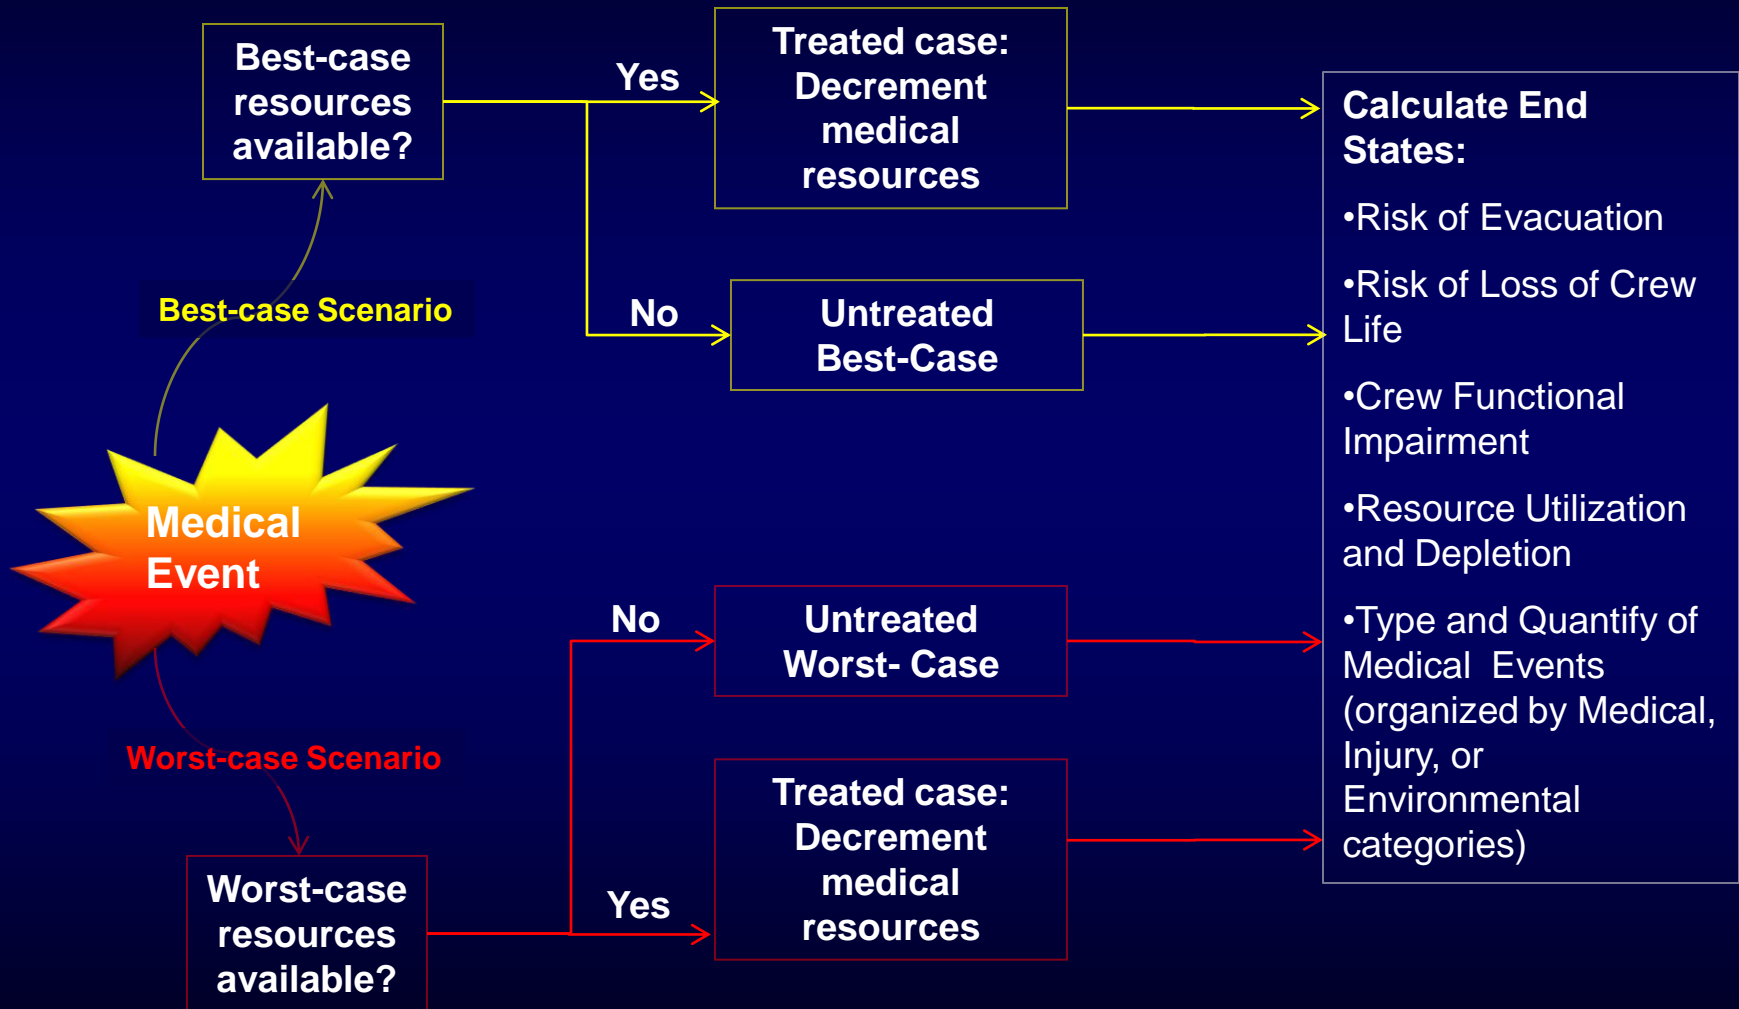 Best-case
resources
available?
Yes
Treated case:
Decrement
medical
resources
Best-case Scenario
No
Untreated
Best-Case
Medical
Event
Worst-case Scenario
Worst-case
resources
available?
No
Untreated
Worst- Case
Yes
Treated case:
Decrement
medical
resources
Calculate End
States:
•Risk of Evacuation
•Risk of Loss of Crew
Life
•Crew Functional
Impairment
•Resource Utilization
and Depletion
•Type and Quantify of
Medical  Events
(organized by Medical,
Injury, or
Environmental
categories)